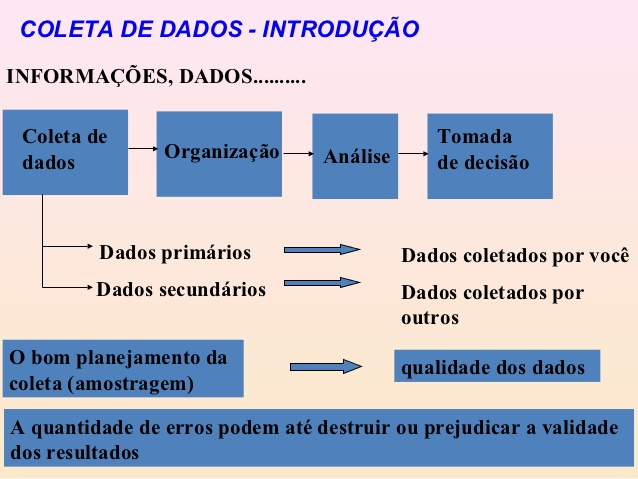 COLETA DE DADOS - INTRODUÇÃO
INFORMAÇÕES, DADOS..........
Coleta de
dados
Organização
Análise
Tomada
de decisão
Dados primários
Dados coletados por você
Dados secundários
Dados coletados por
outros
O bom planejamento da
coleta (amostragem)
qualidade dos dados
A quantidade de erros podem até destruir ou prejudicar a validade
dos resultados